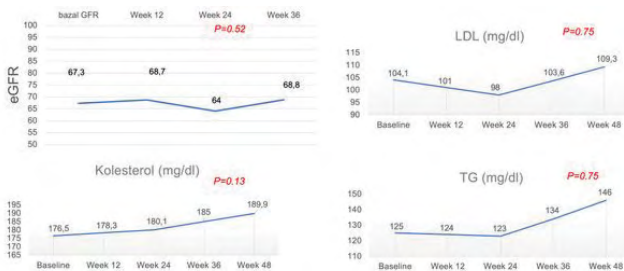 bazal GFR Week 12 Week 24 Week 36
P=0.52
100
95
90
85
80
75
70
65
60
55
50
eGFR
67,3 68,7 64 68,8
LDL (mg/dl)
P=0.75
115
110
105
100
95
90
104,1 101 98 103,6 109,3
Baseline Week 12 Week 24 Week 36 Week 48
Kolesterol (mg/dl)
P=0.13
195
190
185
180
175
170
165
176,5 178,3 180,1 185 189,9
Baseline Week 12 Week 24 Week 36 Week 48
TG (mg/dl)
P=0.75
150
140
130
120
110
125 124 123 134 146
Baseline Week 12 Week 24 Week 36 Week 48